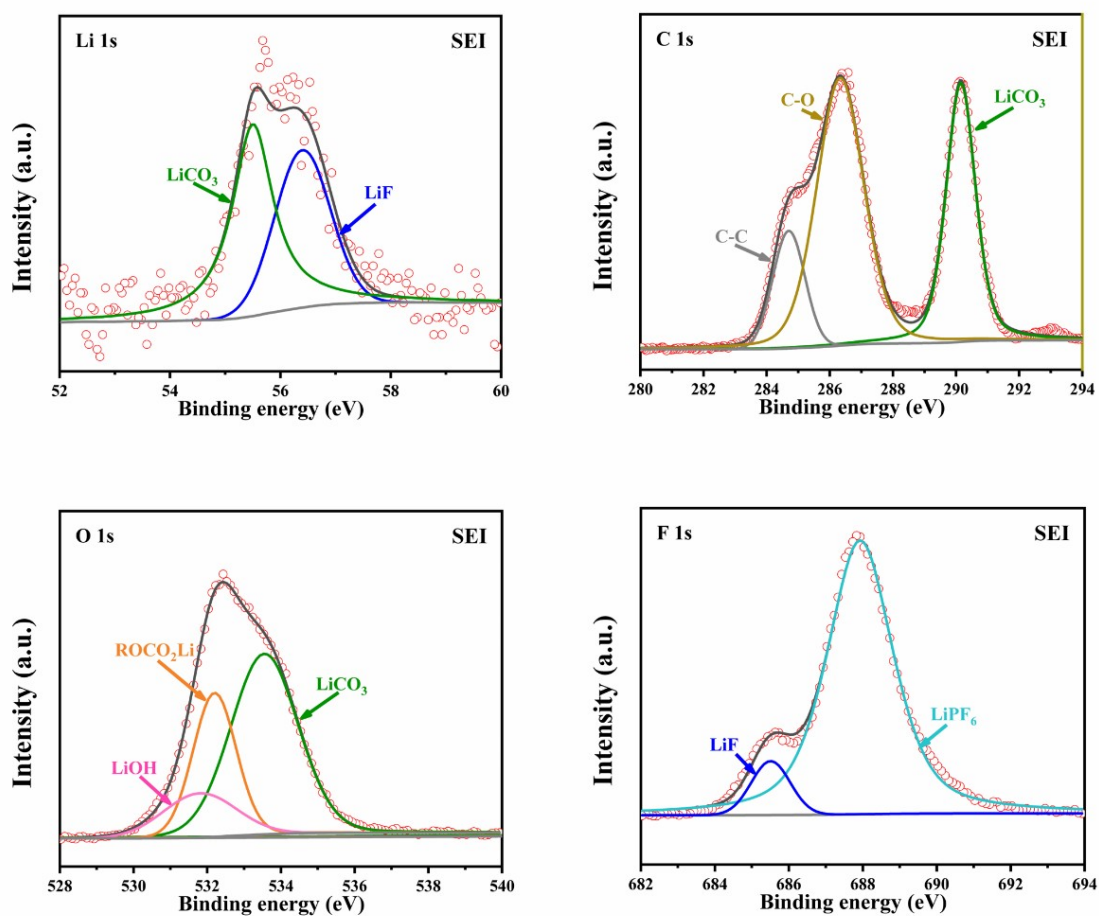 Li 1s
SEI
Intensity (a.u.)
LiCO3
LiF
52 54 56 58 60
Binding energy (eV)
C 1s
SEI
Intensity (a.u.)
C-O
LiCO3
C-C
280 282 284 286 288 290 292 294
Binding energy (eV)
O 1s
SEI
Intensity (a.u.)
ROCO2Li
LiCO3
LiOH
528 530 532 534 536 538 540
Binding energy (eV)
F 1s
SEI
Intensity (a.u.)
LiPF6
LiF
682 684 686 688 690 692 694
Binding energy (eV)